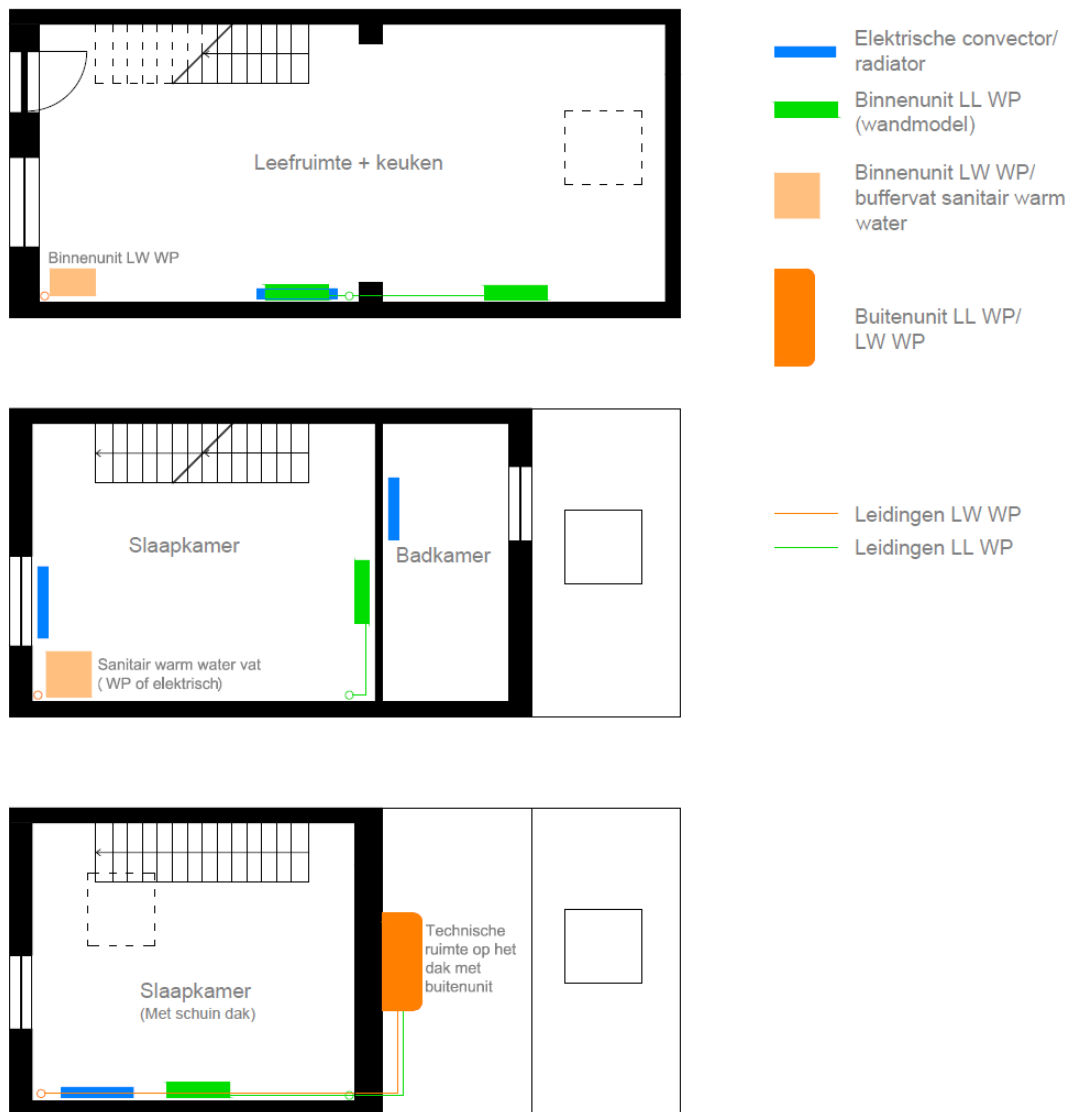 Leefruimte + keuken
Binnenunit LW WP
Elektrische convector/
radiator
Binnenunit LL WP
(wandmodel)
Binnenunit LW WP/
buffervat sanitair warm
water
Buitenunit LL WP/
LW WP
Slaapkamer
Badkamer
Sanitair warm water vat
( WP of elektrisch)
Leidingen LW WP
Leidingen LL WP
Technische
ruimte op het
dak met
buitenunit
Slaapkamer
(Met schuin dak)